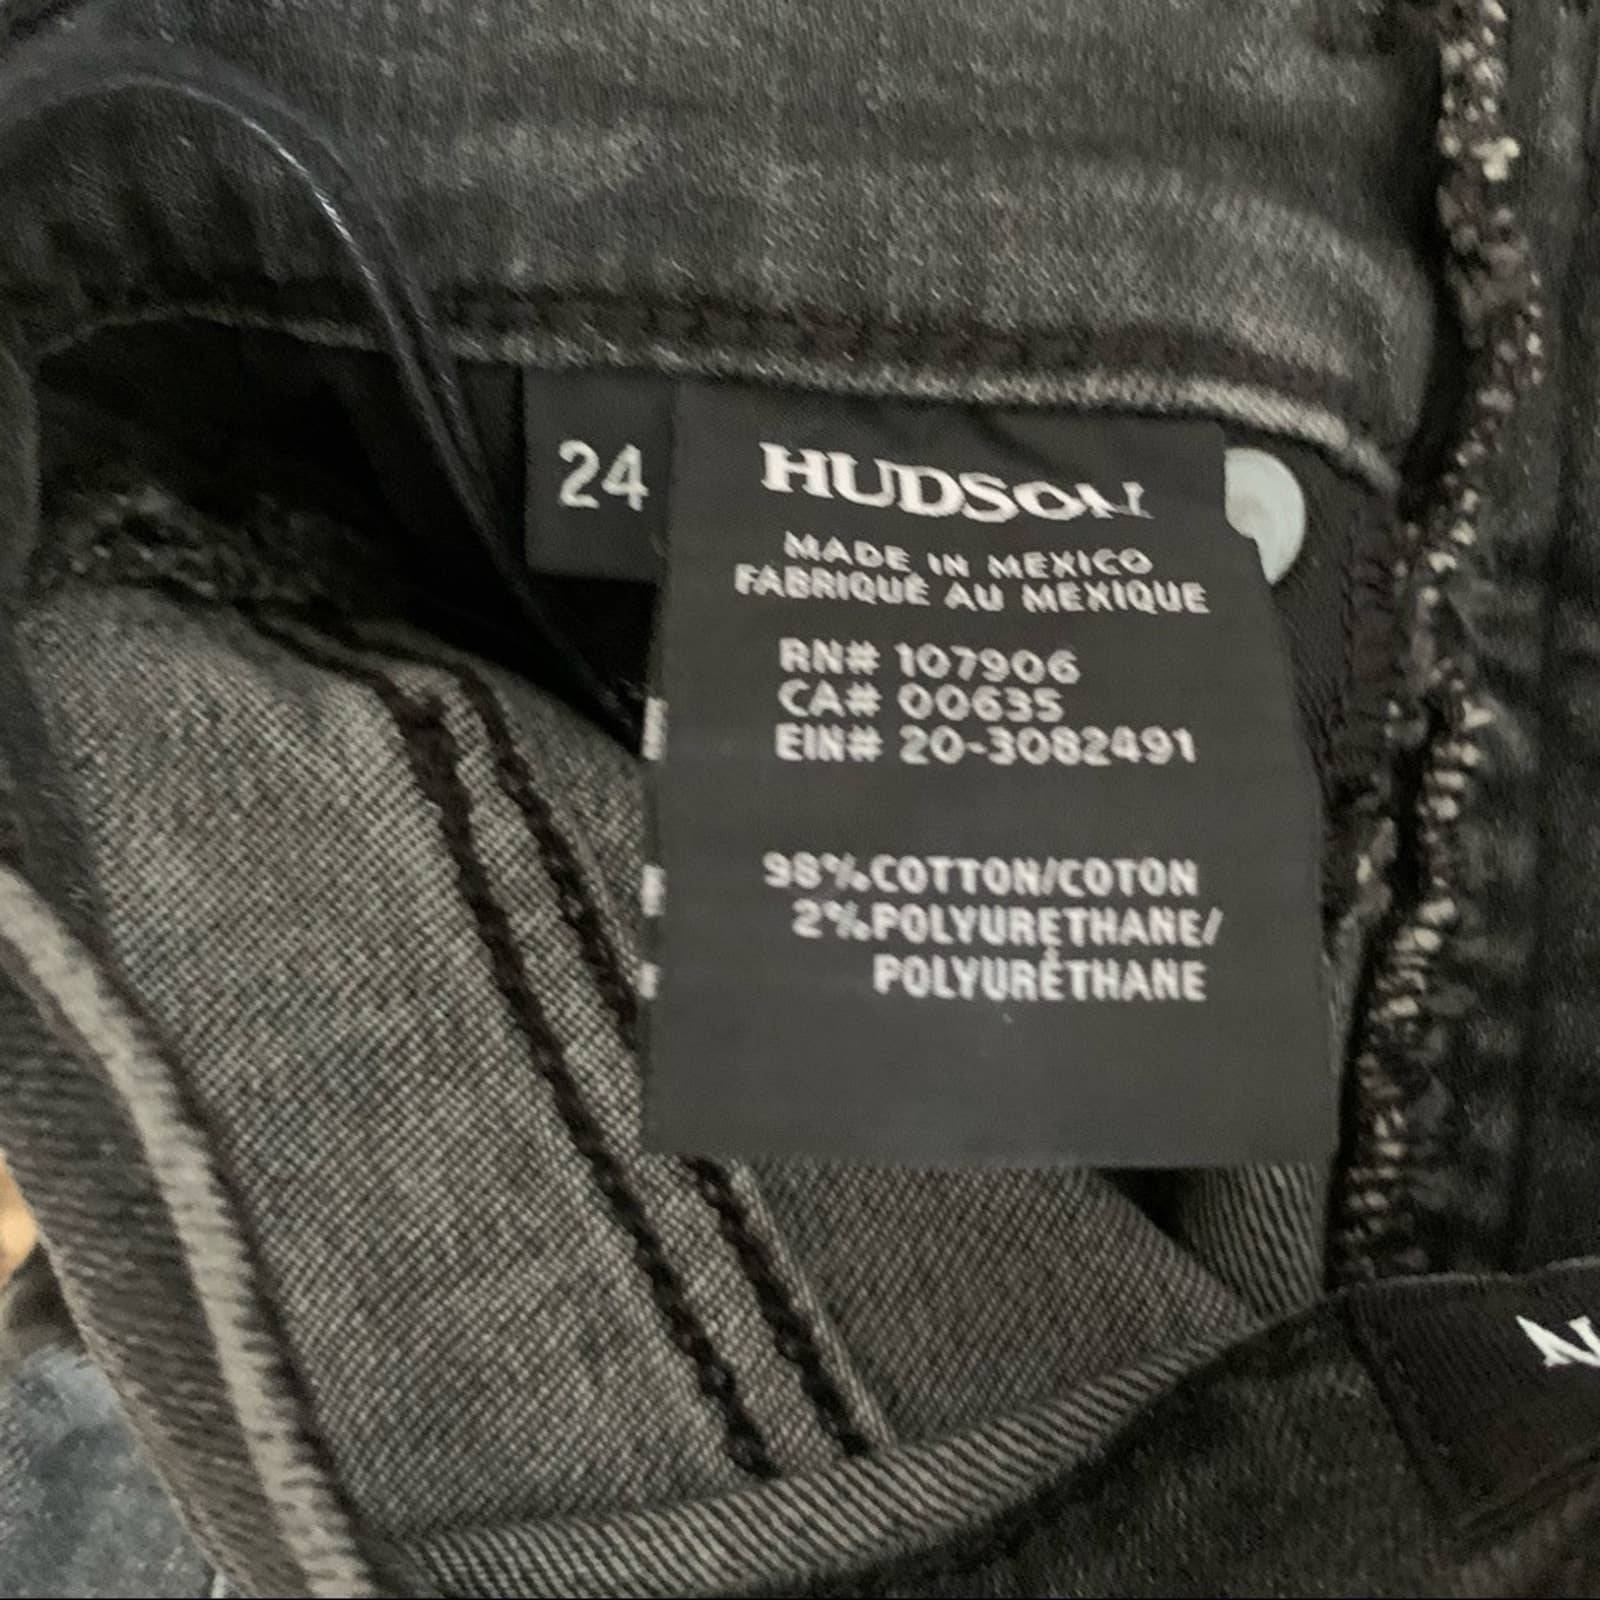 24
HUDSON
MADE IN MEXICO
FABRIQUÉ AU MEXIQUE
RN# 107906
CA# 00635
EIN# 20-3082491
98%COTTON/COTON
2%POLYURETHANE/
POLYURÉTHANE
N